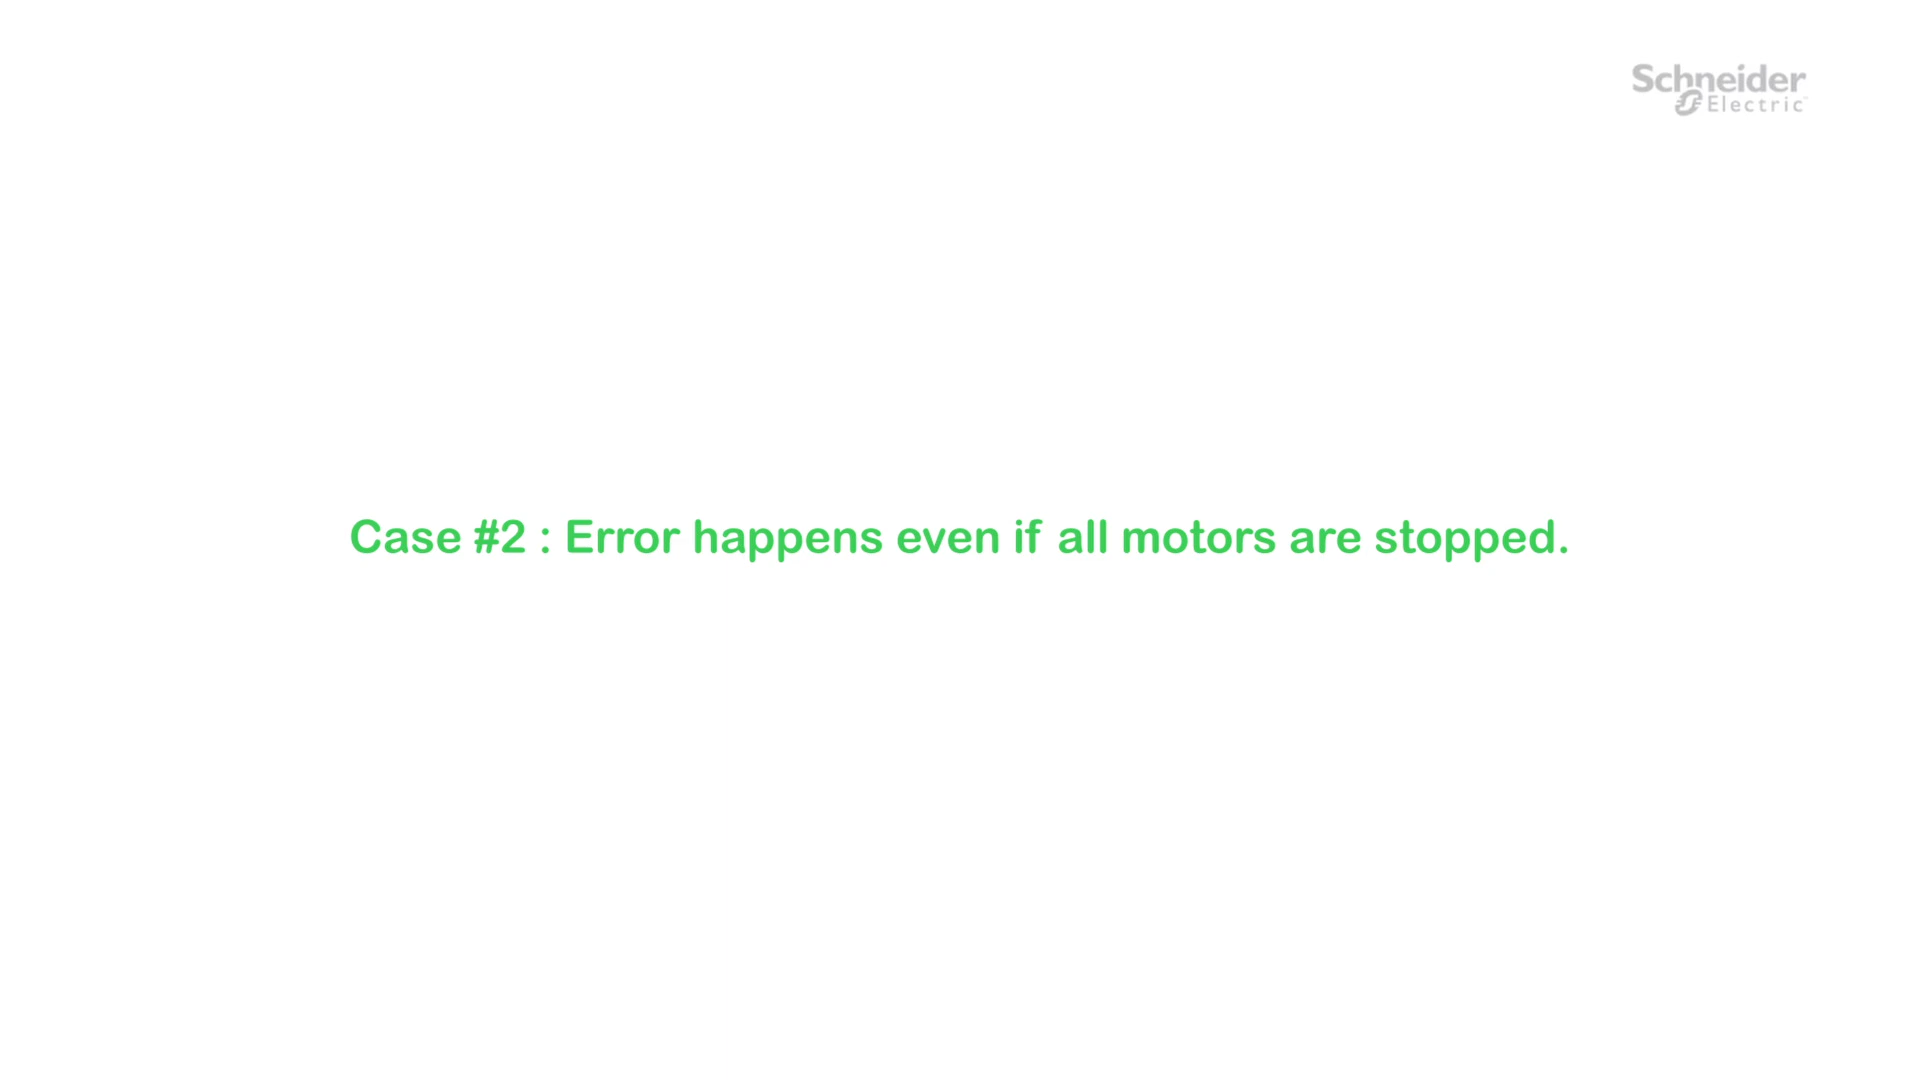 Schneider
Electric
Case #2 : Error happens even if all motors are stopped.